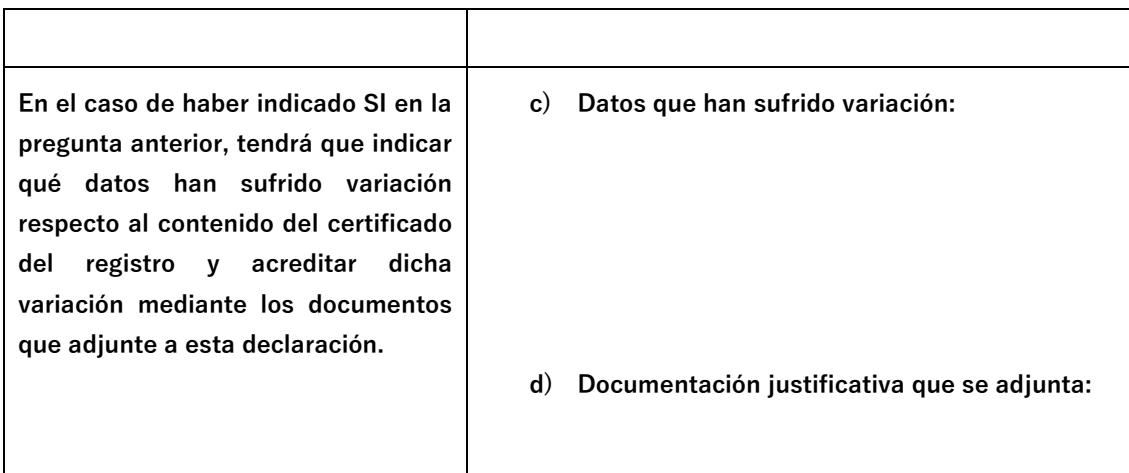 En el caso de haber indicado SI en la
pregunta anterior, tendrá que indicar
qué datos han sufrido variación
respecto al contenido del certificado
del registro y acreditar dicha
variación mediante los documentos
que adjunte a esta declaración.
c) Datos que han sufrido variación:
d) Documentación justificativa que se adjunta: